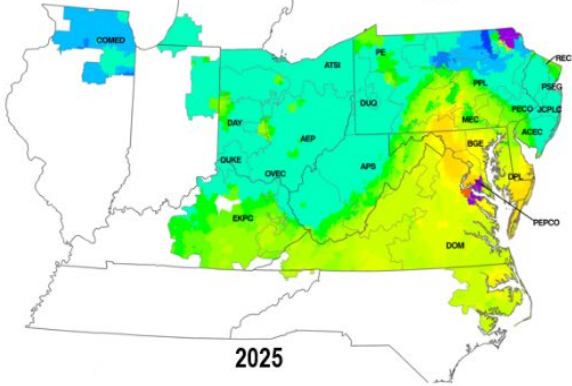 COMED
ATSI
PE
REC
PPL
PSEG
DUQ
PECO
JCPLC
DAY
MEC
ACEC
AEP
BGE
DUKE
OVEC
APS
DPL
EKPC
PEPCO
DOM
2025